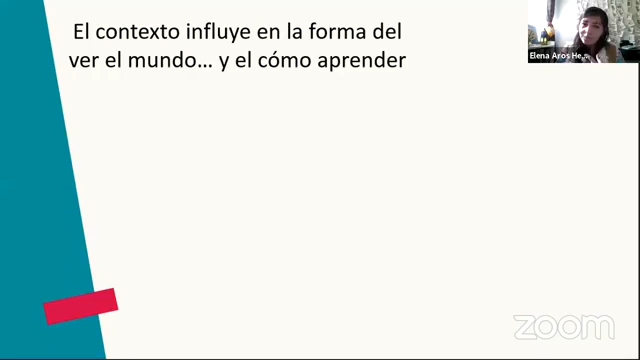 El contexto influye en la forma del
ver el mundo... y el cómo aprender
Elena Aros He...
zoom